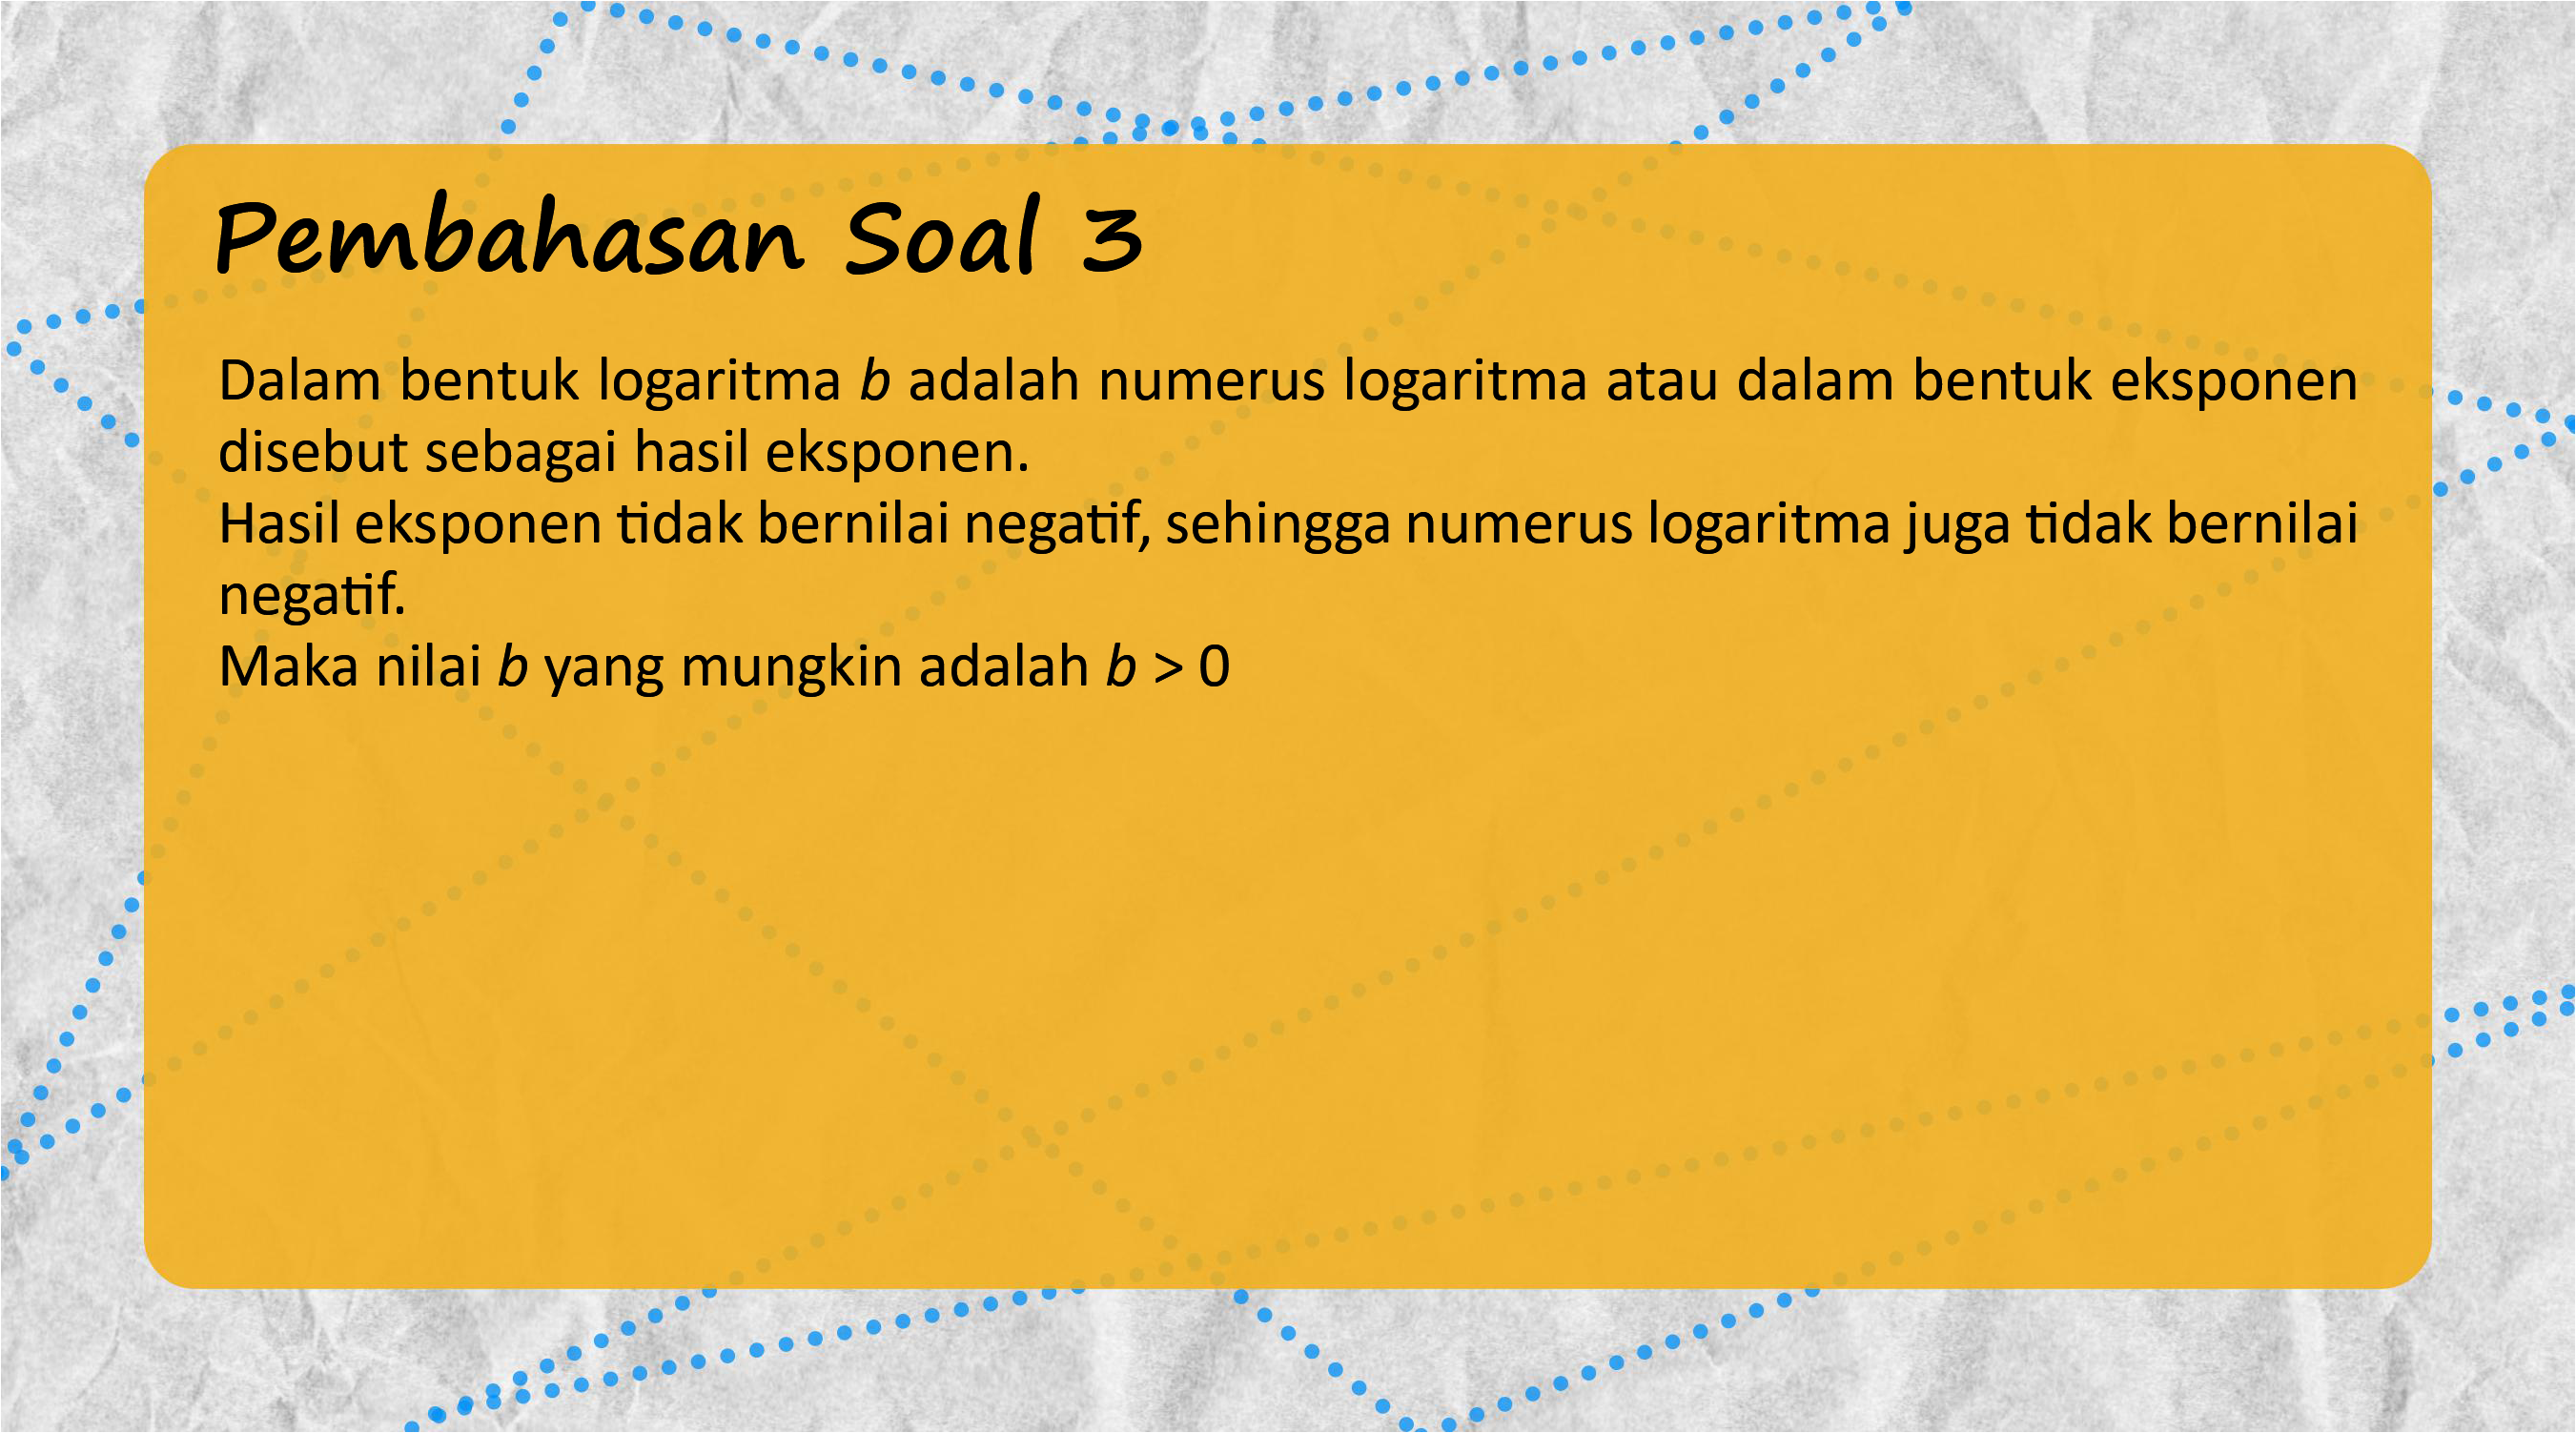 Pembahasan Soal 3
Dalam bentuk logaritma b adalah numerus logaritma atau dalam bentuk eksponen
disebut sebagai hasil eksponen.
Hasil eksponen tidak bernilai negatif, sehingga numerus logaritma juga tidak bernilai
negatif.
Maka nilai b yang mungkin adalah b > 0